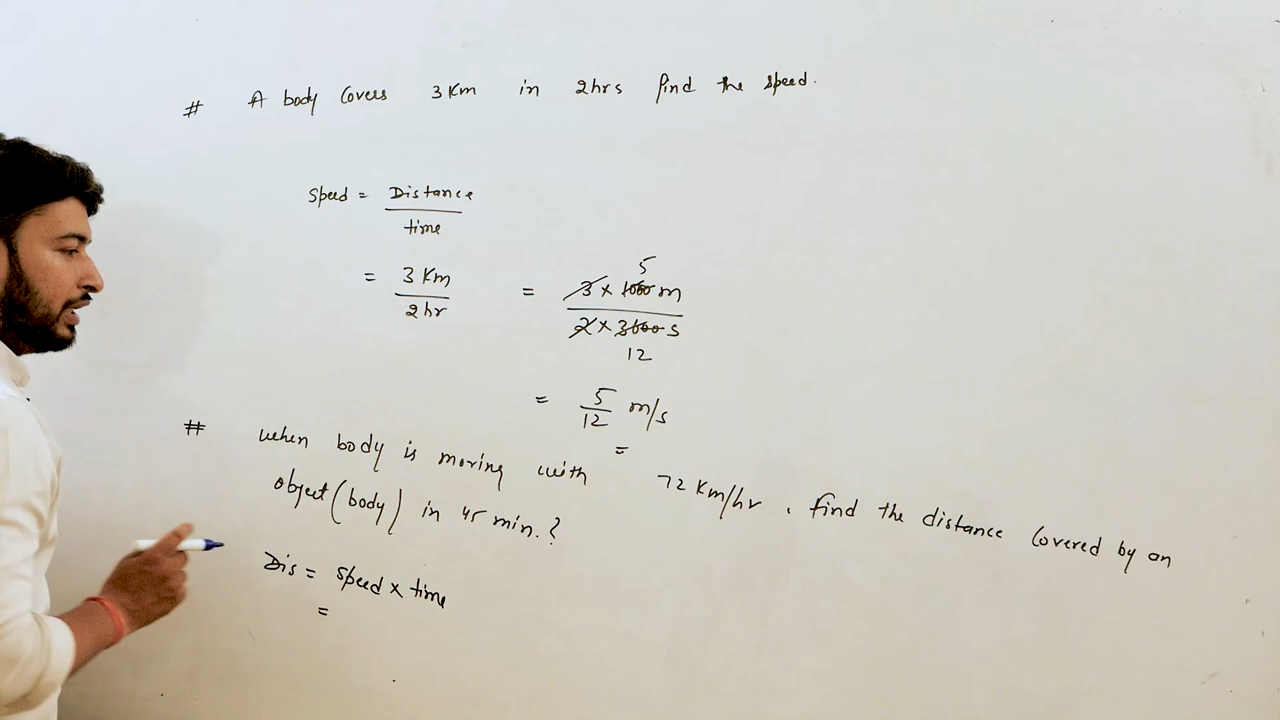 # A body Covers 3 Km in 2hrs find the speed.
Speed = Distance / time
= 3 Km / 2 hr = 3 x 1000 m / 2 x 3600 s
5
12
= 5/12 m/s
=
# when body is moving with 72 Km/hr, find the distance Covered by an
object (body) in 45 min.?
Dis = speed x time
=